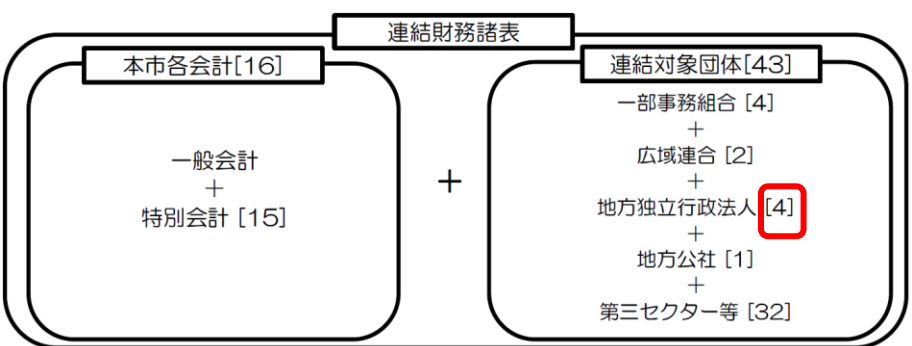 連結財務諸表
本市各会計[16]
一般会計
+
特別会計 [15]
+
連結対象団体[43]
一部事務組合 [4]
+
広域連合 [2]
+
地方独立行政法人 [4]
+
地方公社 [1]
+
第三セクター等 [32]